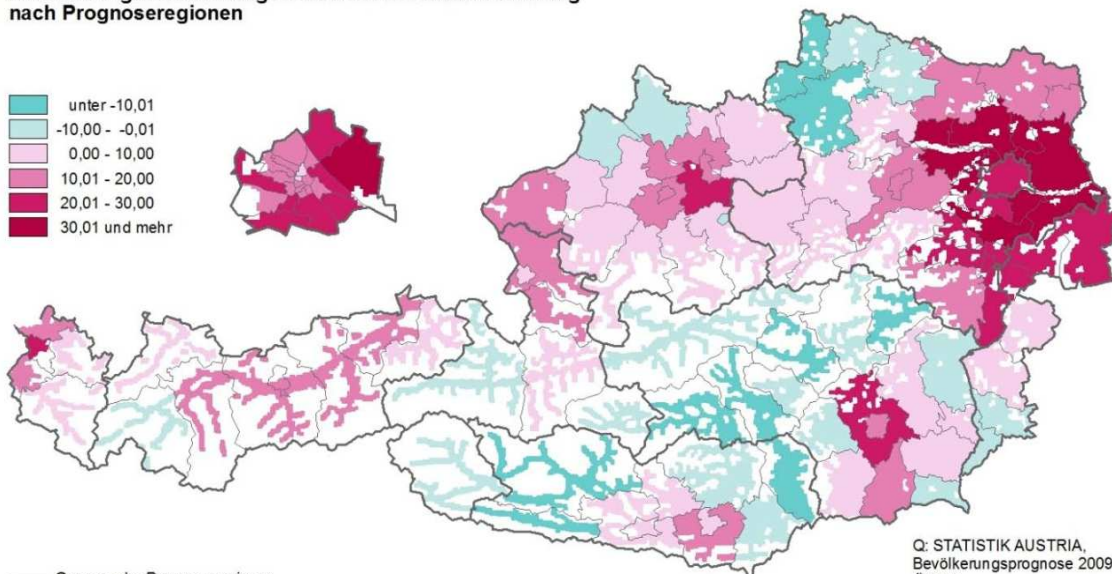 nach Prognoseregionen
unter -10,01
-10,00 - -0,01
0,00 - 10,00
10,01 - 20,00
20,01 - 30,00
30,01 und mehr
Q: STATISTIK AUSTRIA,
Bevölkerungsprognose 2009